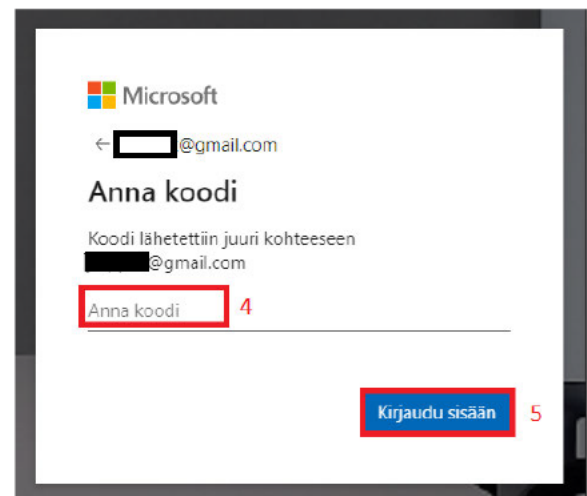 Microsoft
← @gmail.com
Anna koodi
Koodi lähetettiin juuri kohteeseen
@gmail.com
Anna koodi 4
Kirjaudu sisään 5